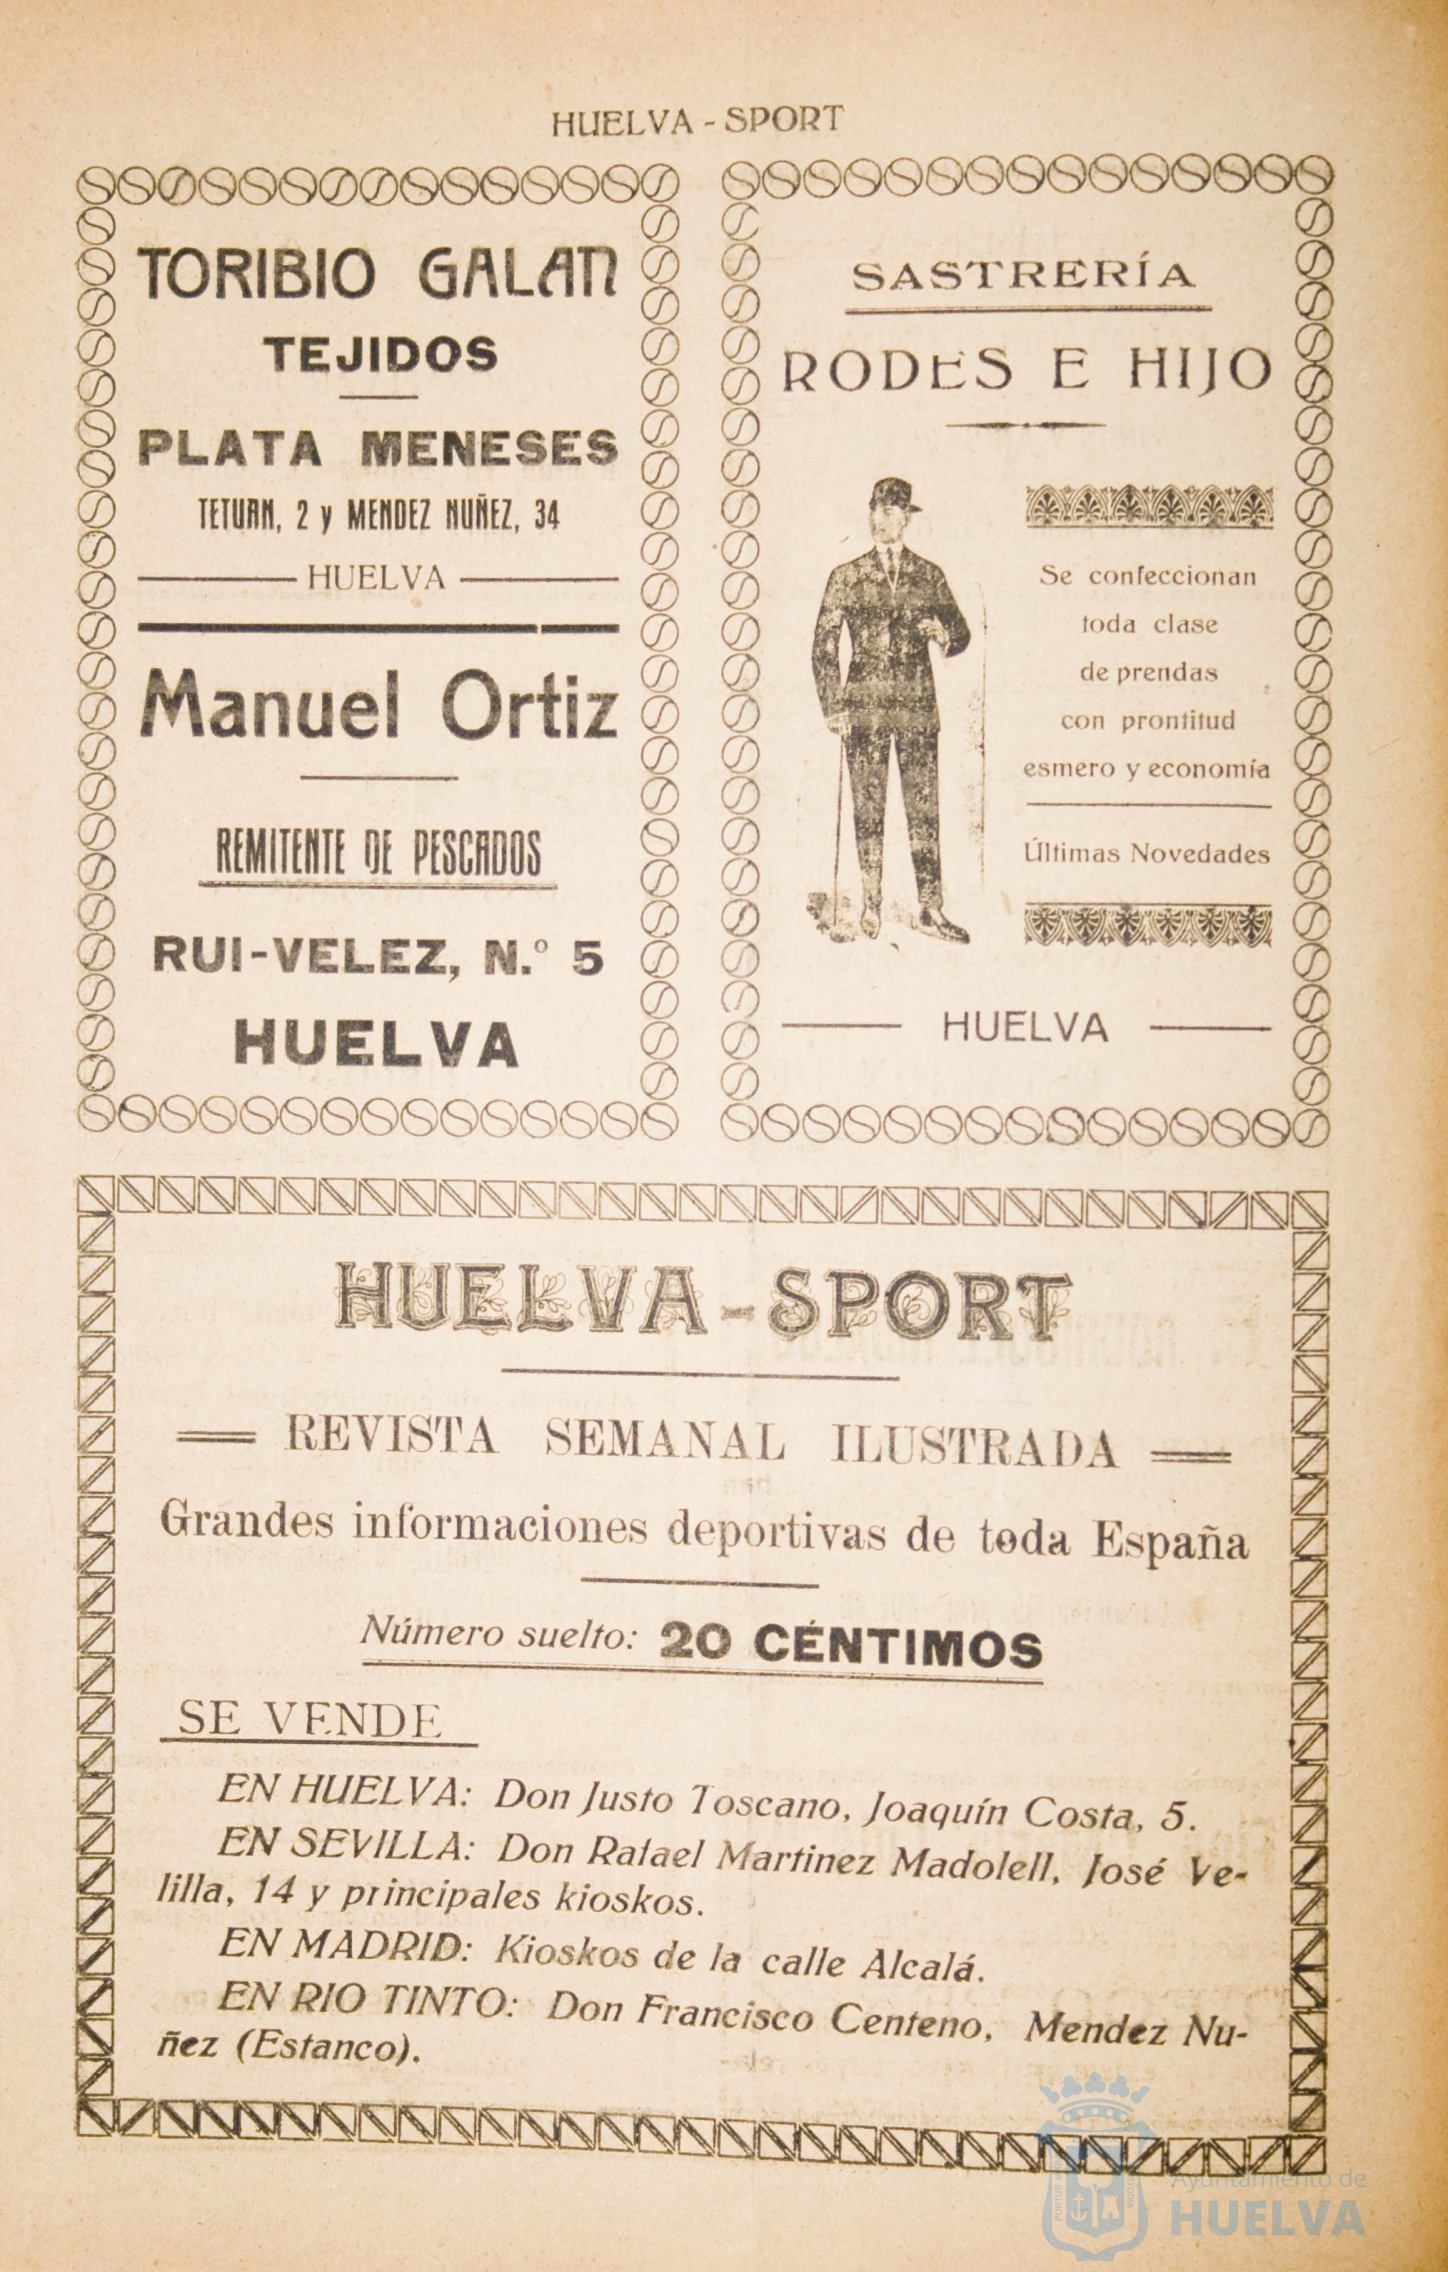 HUELVA - SPORT
TORIBIO GALAN
TEJIDOS
PLATA MENESES
TETUAN, 2 y MENDEZ NUÑEZ, 34
HUELVA
Manuel Ortiz
REMITENTE DE PESCADOS
RUI-VELEZ, N.º 5
HUELVA
SASTRERÍA
RODES E HIJO
Se confeccionan
toda clase
de prendas
con prontitud
esmero y economía
Últimas Novedades
HUELVA
HUELVA-SPORT
REVISTA SEMANAL ILUSTRADA
Grandes informaciones deportivas de toda España
Número suelto: 20 CÉNTIMOS
SE VENDE
EN HUELVA: Don Justo Toscano, Joaquín Costa, 5.
EN SEVILLA: Don Rafael Martinez Madolell, José Ve-
lilla, 14 y principales kioskos.
EN MADRID: Kioskos de la calle Alcalá.
EN RIO TINTO: Don Francisco Centeno, Mendez Nu-
ñez (Estanco).
Ayuntamiento de
HUELVA